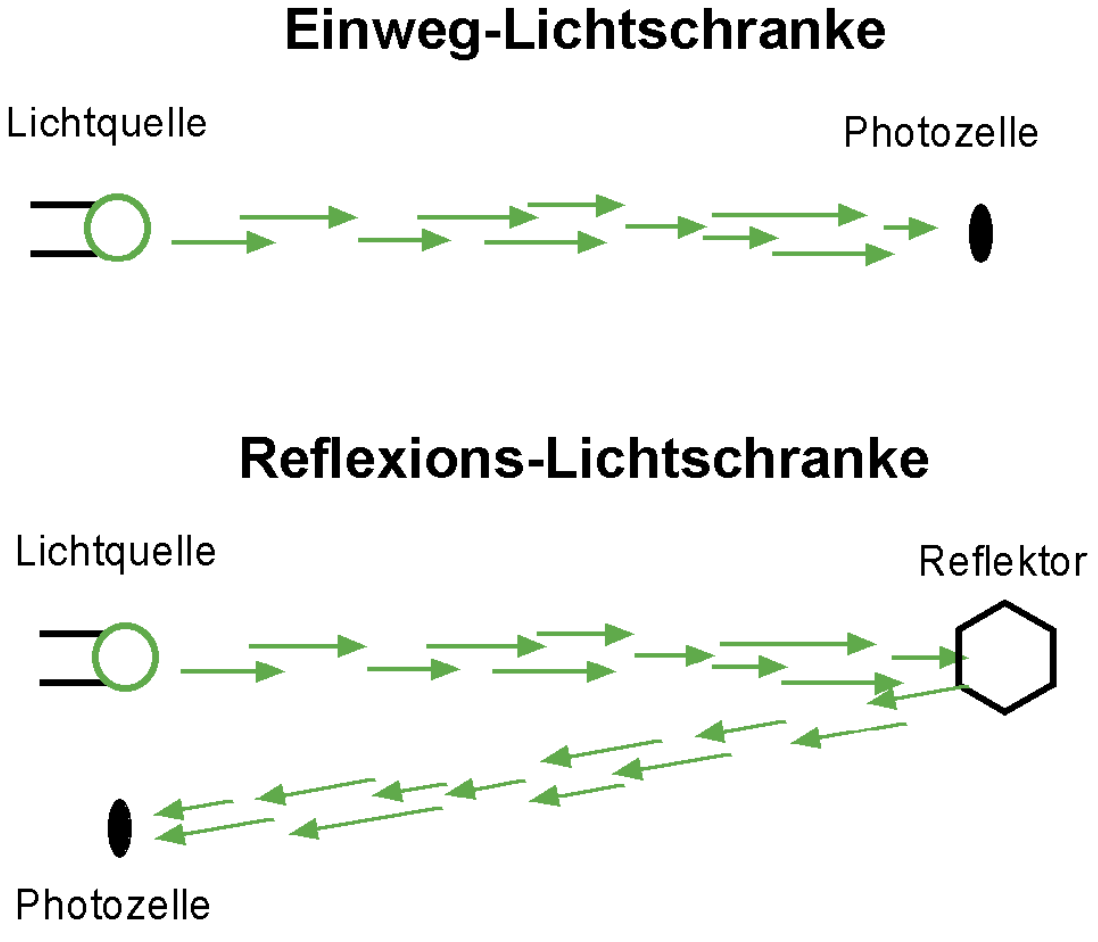 Einweg-Lichtschranke
Lichtquelle
Photozelle
Reflexions-Lichtschranke
Lichtquelle
Reflektor
Photozelle